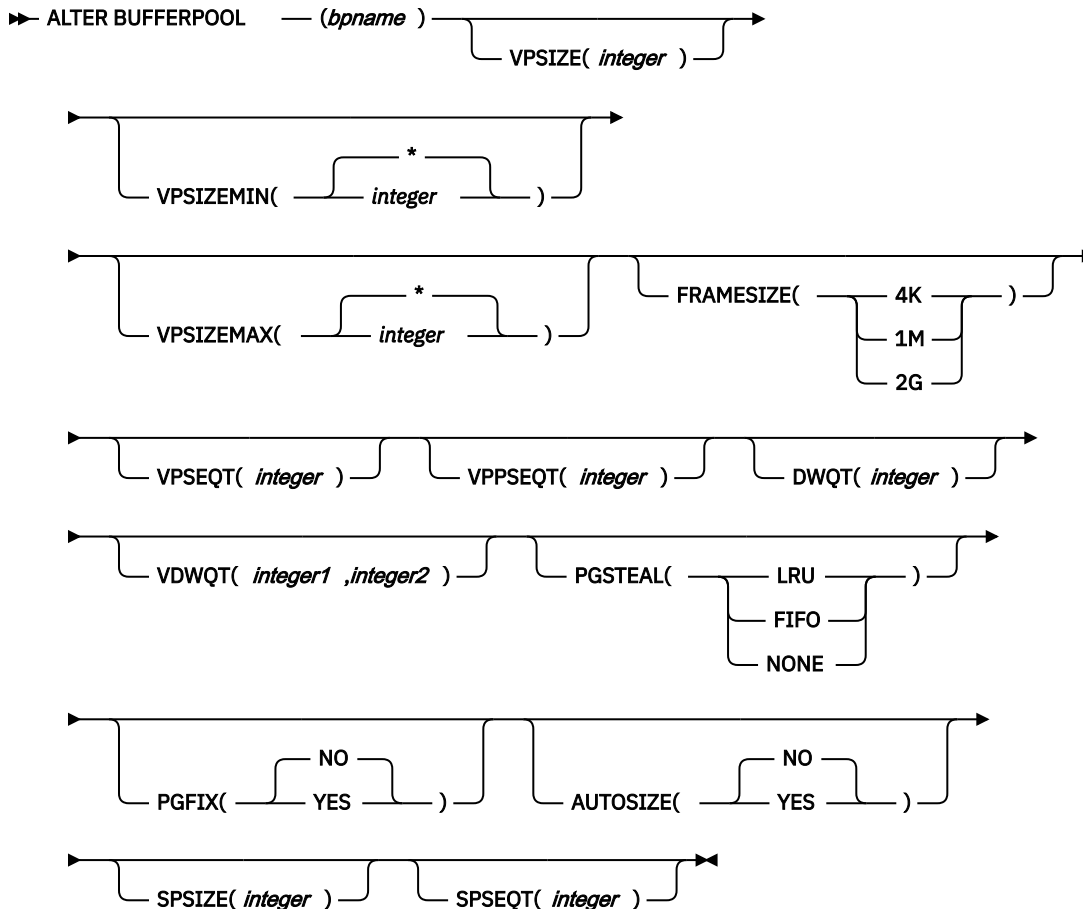 ALTER BUFFERPOOL (bpname )
VPSIZE( integer )
*
VPSIZEMIN( integer )
*
VPSIZEMAX( integer ) FRAMESIZE( 4K )
1M
2G
VPSEQT( integer ) VPPSEQT( integer ) DWQT( integer )
VDWQT( integer1 ,integer2 ) PGSTEAL( LRU )
FIFO
NONE
NO NO
PGFIX( YES ) AUTOSIZE( YES )
SPSIZE( integer ) SPSEQT( integer )